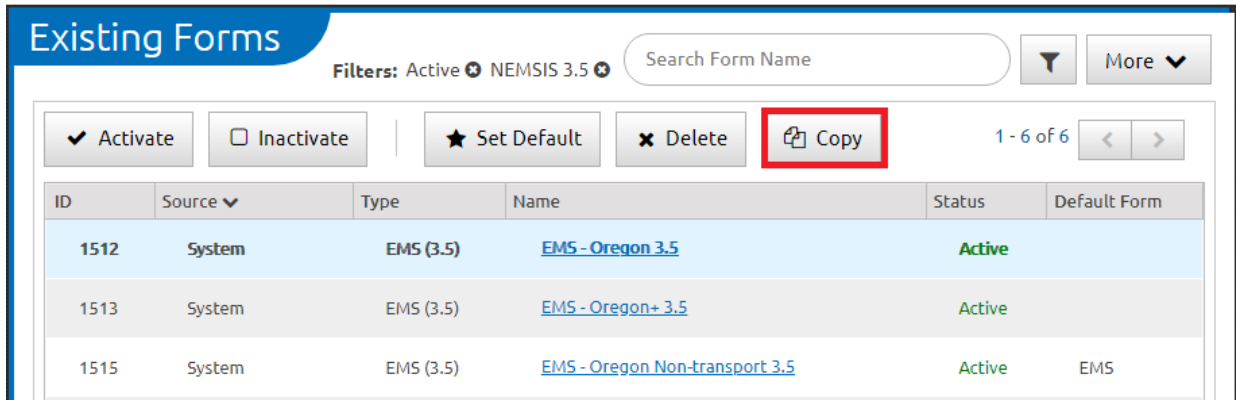 Existing Forms
Filters: Active NEMSIS 3.5 Search Form Name More
Activate Inactivate Set Default Delete Copy 1 - 6 of 6
ID Source Type Name Status Default Form
1512 System EMS (3.5) EMS - Oregon 3.5 Active
1513 System EMS (3.5) EMS - Oregon+ 3.5 Active
1515 System EMS (3.5) EMS - Oregon Non-transport 3.5 Active EMS